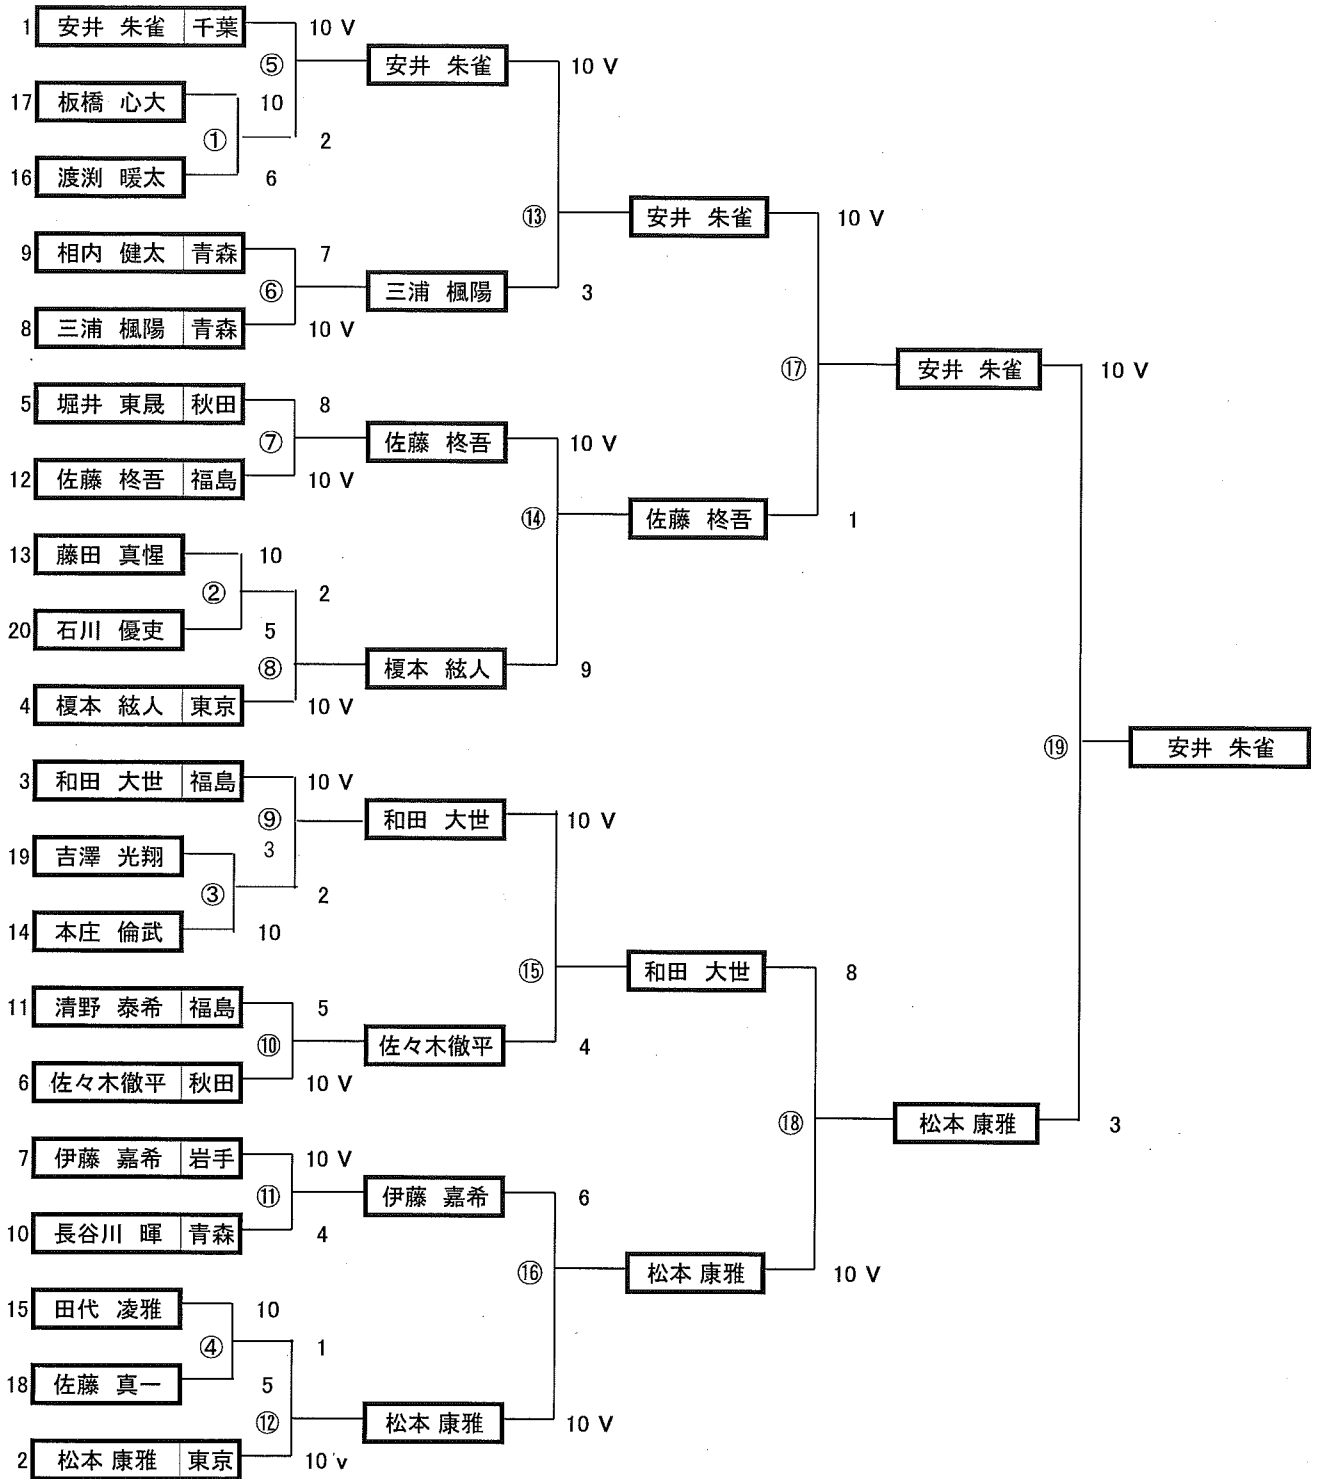 1 安井 朱雀 千葉 10 V
⑤ 安井 朱雀 10 V
17 板橋 心大 10
① 2
16 渡渕 暖太 6
⑬ 安井 朱雀 10 V
9 相内 健太 青森 7
⑥ 三浦 楓陽 3
8 三浦 楓陽 青森 10 V
⑰ 安井 朱雀 10 V
5 堀井 東晟 秋田 8
⑦ 佐藤 柊吾 10 V
12 佐藤 柊吾 福島 10 V
⑭ 佐藤 柊吾 1
13 藤田 真惺 10
② 2
20 石川 優吏 5
⑧ 榎本 絃人 9
4 榎本 絃人 東京 10 V
⑲ 安井 朱雀
3 和田 大世 福島 10 V
⑨ 和田 大世 10 V
19 吉澤 光翔 3
③ 2
14 本庄 倫武 10
⑮ 和田 大世 8
11 清野 泰希 福島 5
⑩ 佐々木徹平 4
6 佐々木徹平 秋田 10 V
⑱ 松本 康雅 3
7 伊藤 嘉希 岩手 10 V
⑪ 伊藤 嘉希 6
10 長谷川 暉 青森 4
⑯ 松本 康雅 10 V
15 田代 凌雅 10
④ 1
18 佐藤 真一 5
⑫ 松本 康雅 10 V
2 松本 康雅 東京 10 v